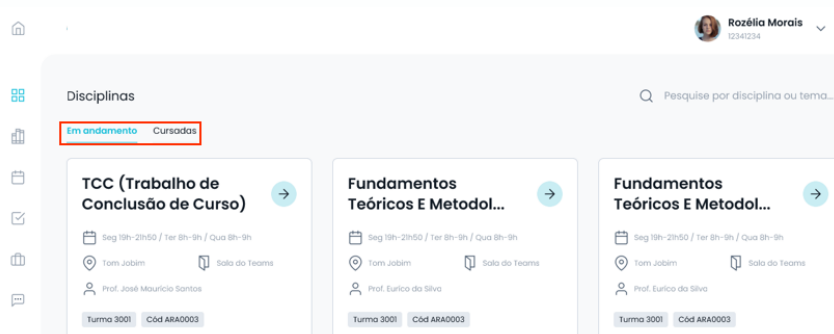 Rozélia Morais
12341234
Disciplinas
Pesquise por disciplina ou tema...
Em andamento Cursadas
TCC (Trabalho de
Conclusão de Curso)
Seg 19h-21h50 / Ter 8h-9h / Qua 8h-9h
Tom Jobim Sala do Teams
Prof. José Maurício Santos
Turma 3001 Cód ARA0003
Fundamentos
Teóricos E Metodol...
Seg 19h-21h50 / Ter 8h-9h / Qua 8h-9h
Tom Jobim Sala do Teams
Prof. Eurico da Silva
Turma 3001 Cód ARA0003
Fundamentos
Teóricos E Metodol...
Seg 19h-21h50 / Ter 8h-9h / Qua 8h-9h
Tom Jobim Sala do Teams
Prof. Eurico da Silva
Turma 3001 Cód ARA0003